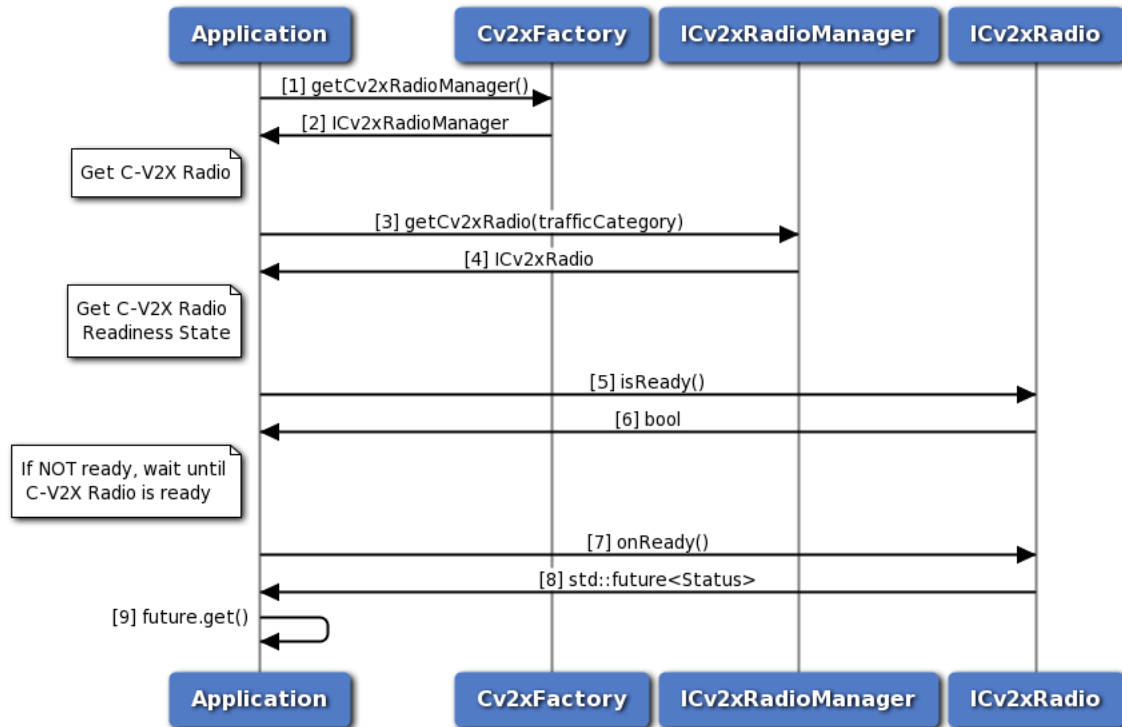 Application
Cv2xFactory
ICv2xRadioManager
ICv2xRadio
[1] getCv2xRadioManager()
[2] ICv2xRadioManager
Get C-V2X Radio
[3] getCv2xRadio(trafficCategory)
[4] ICv2xRadio
Get C-V2X Radio
Readiness State
[5] isReady()
[6] bool
If NOT ready, wait until
C-V2X Radio is ready
[7] onReady()
[8] std::future<Status>
[9] future.get()
Application
Cv2xFactory
ICv2xRadioManager
ICv2xRadio